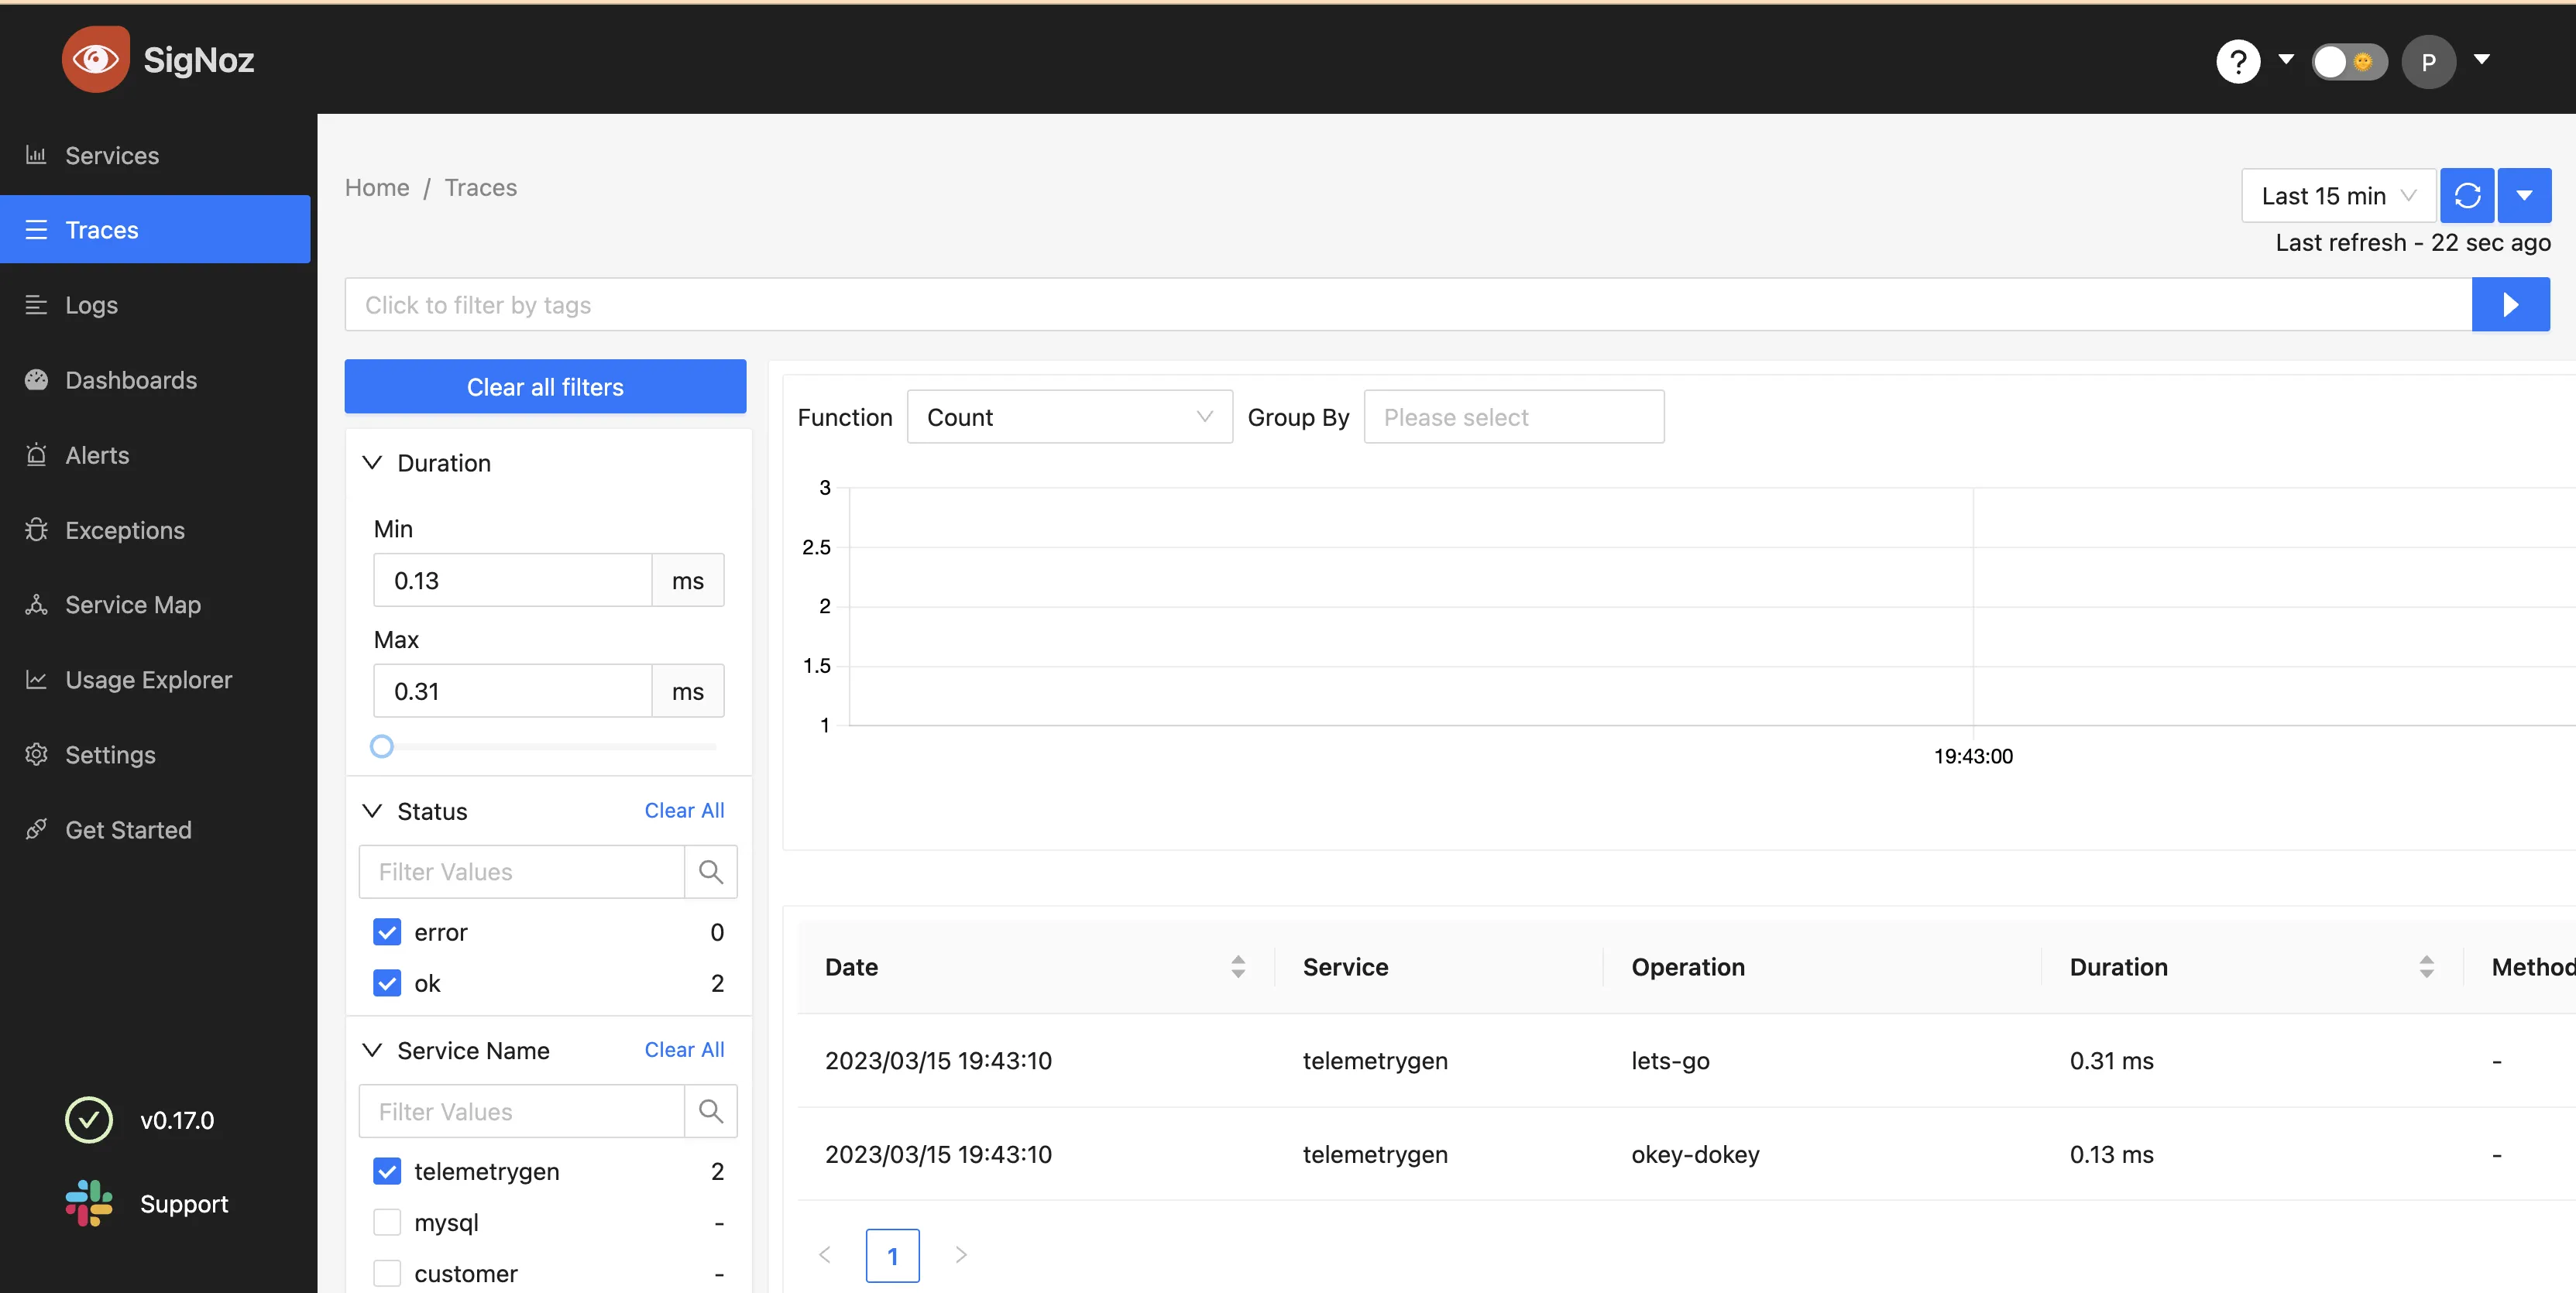 SigNoz
?
P
Services
Traces
Logs
Dashboards
Alerts
Exceptions
Service Map
Usage Explorer
Settings
Get Started
v0.17.0
Support
Home / Traces
Last 15 min
Last refresh - 22 sec ago
Click to filter by tags
Clear all filters
Duration
Min
0.13 ms
Max
0.31 ms
Status Clear All
Filter Values
error 0
ok 2
Service Name Clear All
Filter Values
telemetrygen 2
mysql -
customer -
Function Count Group By Please select
3
2.5
2
1.5
1
19:43:00
Date Service Operation Duration Method
2023/03/15 19:43:10 telemetrygen lets-go 0.31 ms -
2023/03/15 19:43:10 telemetrygen okey-dokey 0.13 ms -
< 1 >